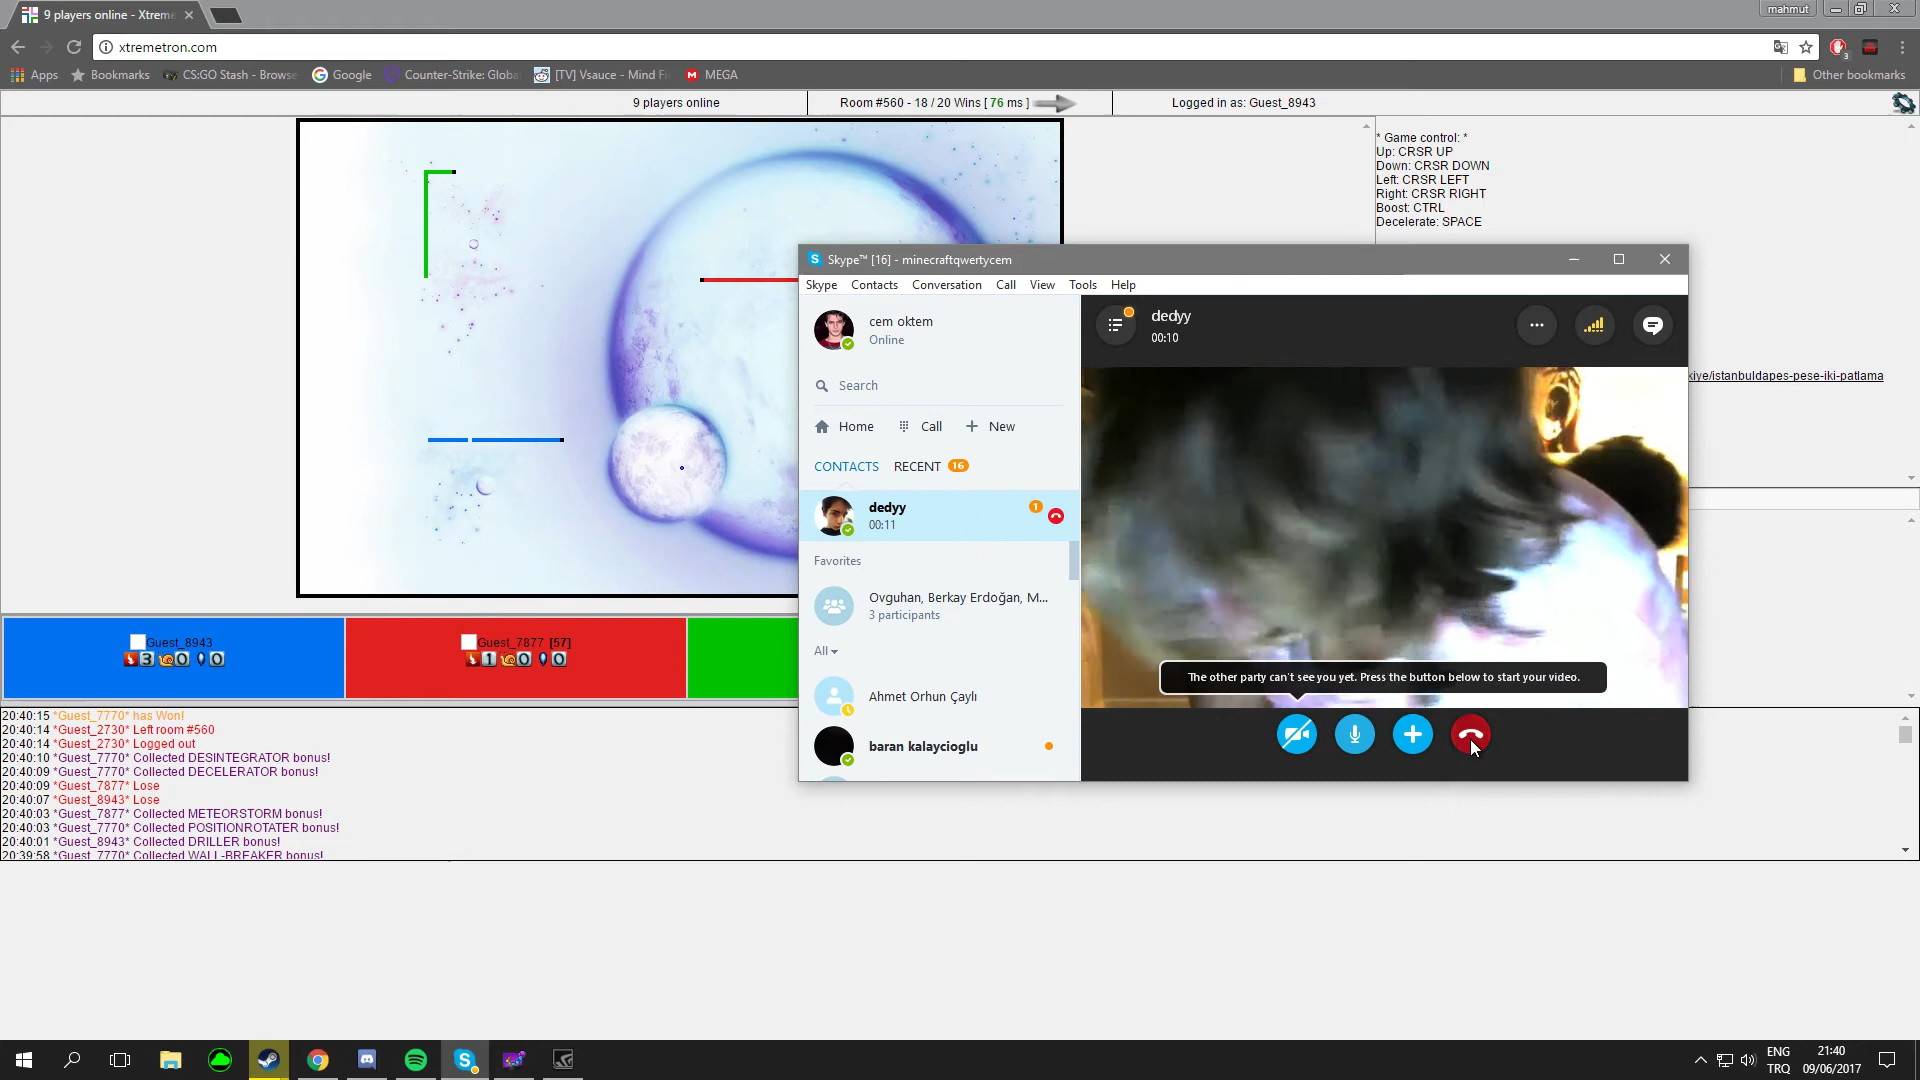 9 players online - Xtreme
mahmut
xtremetron.com
Apps
Bookmarks
CS:GO Stash - Browse
Google
Counter-Strike: Globa
[TV] Vsauce - Mind Fi
MEGA
Other bookmarks
9 players online
Room #560 - 18 / 20 Wins [ 76 ms ]
Logged in as: Guest_8943
* Game control: *
Up: CRSR UP
Down: CRSR DOWN
Left: CRSR LEFT
Right: CRSR RIGHT
Boost: CTRL
Decelerate: SPACE
kiye/istanbuldapes-pese-iki-patlama
Skype™ [16] - minecraftqwertycem
Skype Contacts Conversation Call View Tools Help
cem oktem
Online
Search
Home Call New
CONTACTS RECENT 16
dedyy
00:11
1
Favorites
Ovguhan, Berkay Erdoğan, M...
3 participants
All
Ahmet Orhun Çaylı
baran kalaycioglu
dedyy
00:10
The other party can't see you yet. Press the button below to start your video.
Guest_8943
3 0 0
Guest_7877 [57]
1 0 0
20:40:15 *Guest_7770* has Won!
20:40:14 *Guest_2730* Left room #560
20:40:14 *Guest_2730* Logged out
20:40:10 *Guest_7770* Collected DESINTEGRATOR bonus!
20:40:09 *Guest_7770* Collected DECELERATOR bonus!
20:40:09 *Guest_7877* Lose
20:40:07 *Guest_8943* Lose
20:40:03 *Guest_7877* Collected METEORSTORM bonus!
20:40:03 *Guest_7770* Collected POSITIONROTATER bonus!
20:40:01 *Guest_8943* Collected DRILLER bonus!
20:39:58 *Guest_7770* Collected WALL-BREAKER bonus!
ENG
TRQ
21:40
09/06/2017